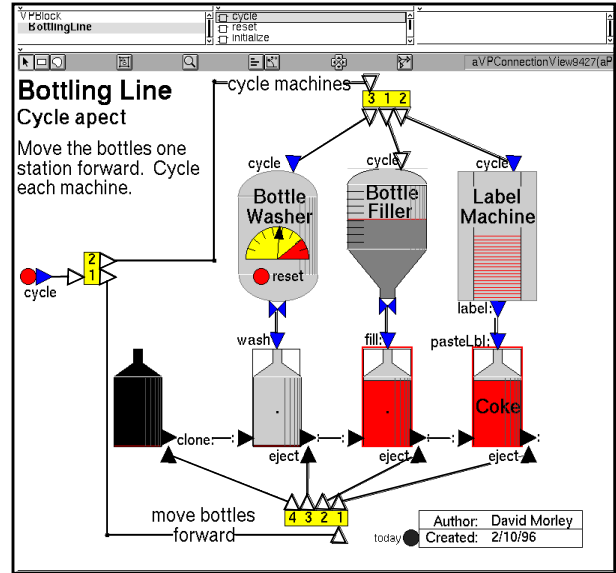 VPBlock
BottlingLine
cycle
reset
initialize
aVPConnectionView9427(aP
Bottling Line
Cycle apect
Move the bottles one
station forward. Cycle
each machine.
cycle machines
3 1 2
cycle
cycle
cycle
Bottle
Washer
Bottle
Filler
Label
Machine
reset
2
1
cycle
label:
wash
fill:
pasteLbl:
Coke
clone:
:
:
:
:
eject
eject
eject
4 3 2 1
move bottles
forward
today
Author: David Morley
Created: 2/10/96